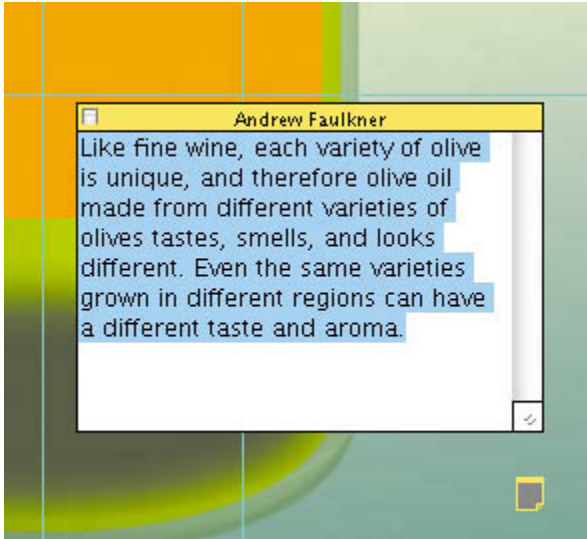 Andrew Faulkner
Like fine wine, each variety of olive
is unique, and therefore olive oil
made from different varieties of
olives tastes, smells, and looks
different. Even the same varieties
grown in different regions can have
a different taste and aroma.